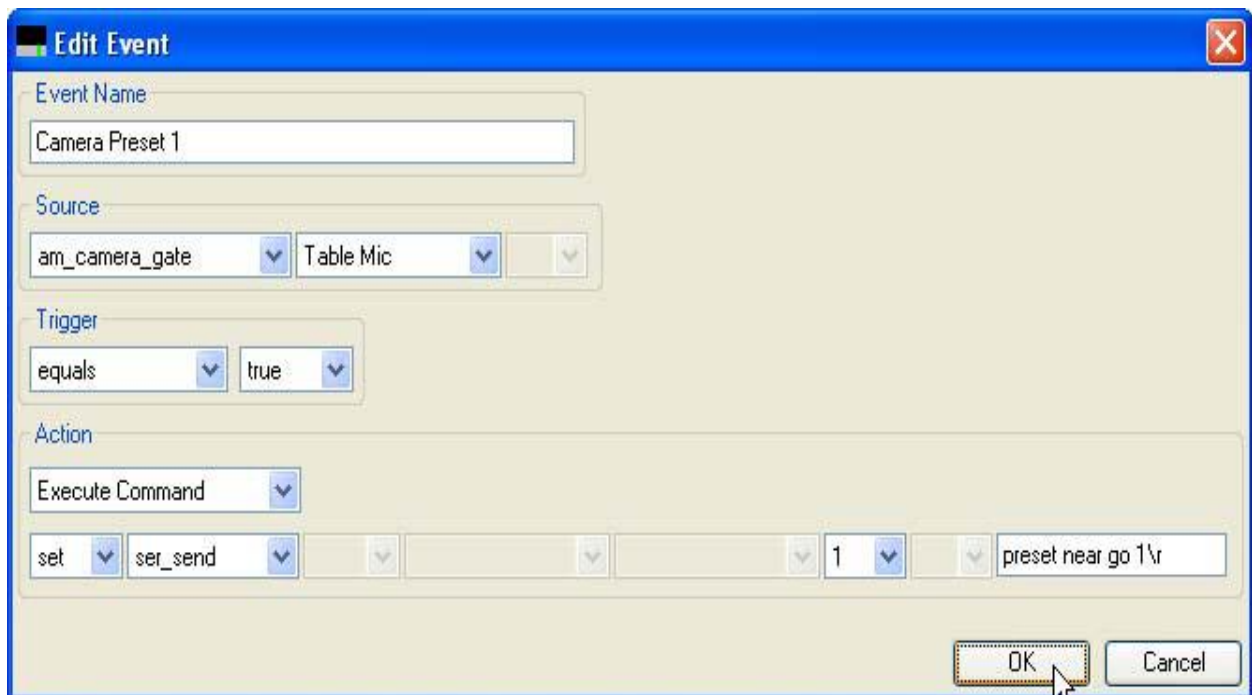 Edit Event
Event Name
Camera Preset 1
Source
am_camera_gate Table Mic
Trigger
equals true
Action
Execute Command
set ser_send 1 preset near go 1\r
OK Cancel